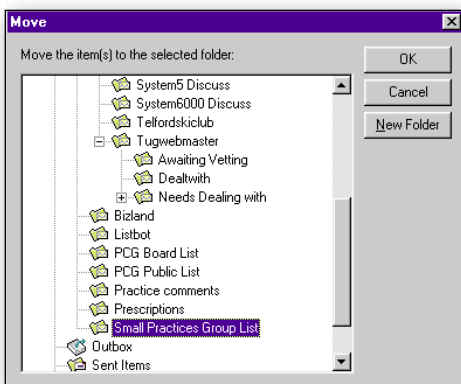 Move
Move the item(s) to the selected folder:
OK
Cancel
New Folder
System5 Discuss
System6000 Discuss
Telfordskiclub
Tugwebmaster
Awaiting Vetting
Dealtwith
Needs Dealing with
Bizland
Listbot
PCG Board List
PCG Public List
Practice comments
Prescriptions
Small Practices Group List
Outbox
Sent Items